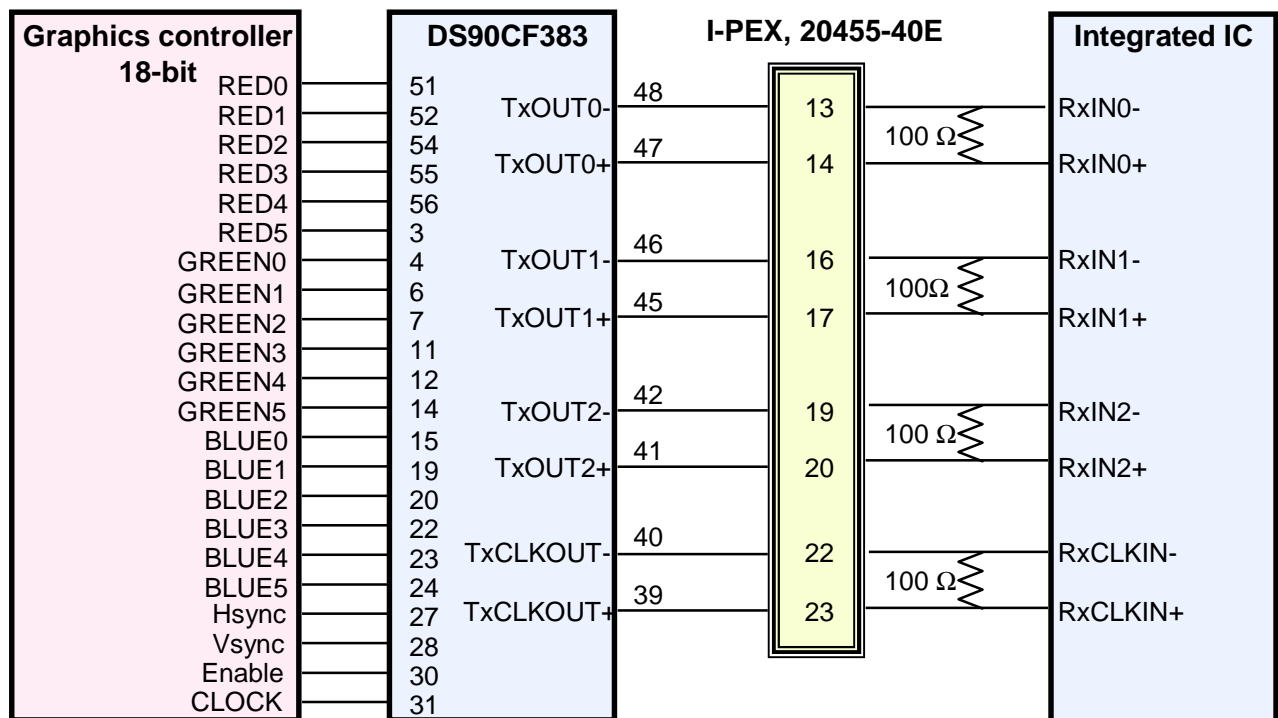 Graphics controller
18-bit
RED0
RED1
RED2
RED3
RED4
RED5
GREEN0
GREEN1
GREEN2
GREEN3
GREEN4
GREEN5
BLUE0
BLUE1
BLUE2
BLUE3
BLUE4
BLUE5
Hsync
Vsync
Enable
CLOCK
DS90CF383
51
52
54
55
56
3
4
6
7
11
12
14
15
19
20
22
23
24
27
28
30
31
TxOUT0-
TxOUT0+
TxOUT1-
TxOUT1+
TxOUT2-
TxOUT2+
TxCLKOUT-
TxCLKOUT+
48
47
46
45
42
41
40
39
I-PEX, 20455-40E
13
14
16
17
19
20
22
23
100 Ω
100Ω
100 Ω
100 Ω
Integrated IC
RxIN0-
RxIN0+
RxIN1-
RxIN1+
RxIN2-
RxIN2+
RxCLKIN-
RxCLKIN+